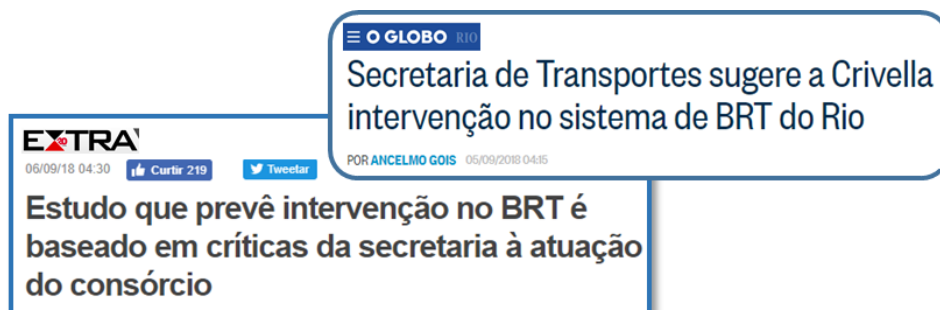 ≡ O GLOBO RIO
Secretaria de Transportes sugere a Crivella
intervenção no sistema de BRT do Rio
POR ANCELMO GOIS 05/09/2018 04:15
EXTRA
06/09/18 04:30 Curtir 219 Tweetar
Estudo que prevê intervenção no BRT é
baseado em críticas da secretaria à atuação
do consórcio